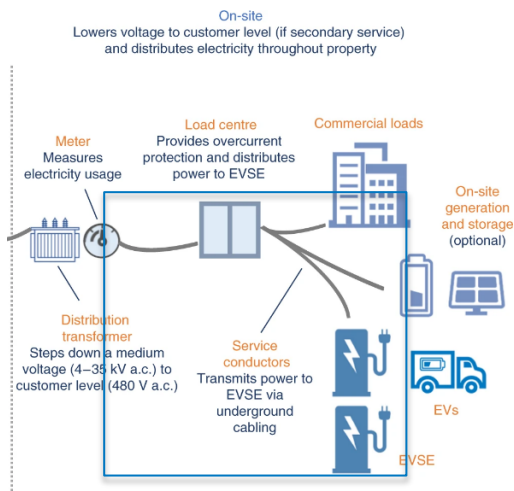 On-site
Lowers voltage to customer level (if secondary service)
and distributes electricity throughout property
Meter
Measures
electricity usage
Load centre
Provides overcurrent
protection and distributes
power to EVSE
Commercial loads
On-site
generation
and storage
(optional)
Distribution
transformer
Steps down a medium
voltage (4–35 kV a.c.) to
customer level (480 V a.c.)
Service
conductors
Transmits power to
EVSE via
underground
cabling
EVs
EVSE